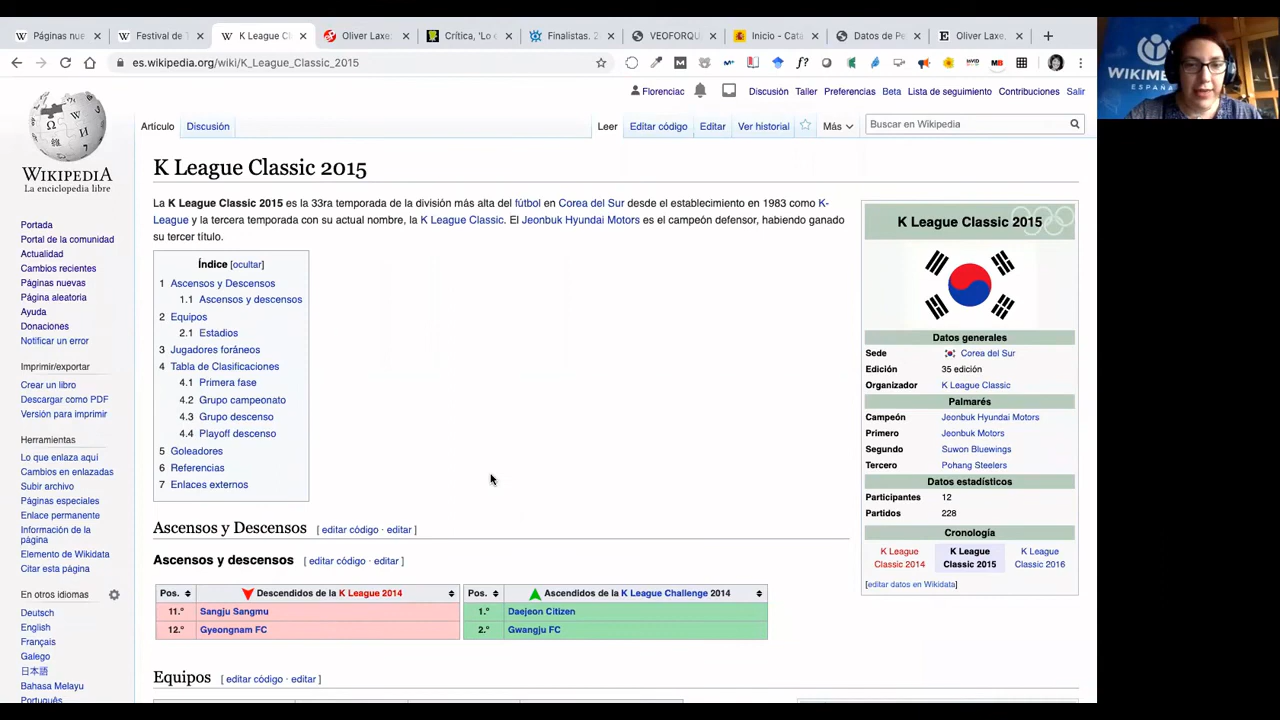 Páginas nue
Festival de T
K League Cl
Oliver Laxe:
Crítica, 'Lo
Finalistas. 2
VEOFORQU
Inicio - Cata
Datos de Pe
Oliver Laxe,
es.wikipedia.org/wiki/K_League_Classic_2015
WIKIME
ESPAÑA
Florenciac Discusión Taller Preferencias Beta Lista de seguimiento Contribuciones Salir
Artículo Discusión Leer Editar código Editar Ver historial Más Buscar en Wikipedia
WIKIPEDIA
La enciclopedia libre
Portada
Portal de la comunidad
Actualidad
Cambios recientes
Páginas nuevas
Página aleatoria
Ayuda
Donaciones
Notificar un error
Imprimir/exportar
Crear un libro
Descargar como PDF
Versión para imprimir
Herramientas
Lo que enlaza aquí
Cambios en enlazadas
Subir archivo
Páginas especiales
Enlace permanente
Información de la
página
Elemento de Wikidata
Citar esta página
En otros idiomas
Deutsch
English
Français
Galego
日本語
Bahasa Melayu
Português
K League Classic 2015
La K League Classic 2015 es la 33ra temporada de la división más alta del fútbol en Corea del Sur desde el establecimiento en 1983 como K-
League y la tercera temporada con su actual nombre, la K League Classic. El Jeonbuk Hyundai Motors es el campeón defensor, habiendo ganado
su tercer título.
Índice [ocultar]
1 Ascensos y Descensos
1.1 Ascensos y descensos
2 Equipos
2.1 Estadios
3 Jugadores foráneos
4 Tabla de Clasificaciones
4.1 Primera fase
4.2 Grupo campeonato
4.3 Grupo descenso
4.4 Playoff descenso
5 Goleadores
6 Referencias
7 Enlaces externos
Ascensos y Descensos [ editar código · editar ]
Ascensos y descensos [ editar código · editar ]
Pos. Descendidos de la K League 2014
11.º Sangju Sangmu
12.º Gyeongnam FC
Pos. Ascendidos de la K League Challenge 2014
1.º Daejeon Citizen
2.º Gwangju FC
Equipos [ editar código · editar ]
K League Classic 2015
Datos generales
Sede Corea del Sur
Edición 35 edición
Organizador K League Classic
Palmarés
Campeón Jeonbuk Hyundai Motors
Primero Jeonbuk Motors
Segundo Suwon Bluewings
Tercero Pohang Steelers
Datos estadísticos
Participantes 12
Partidos 228
Cronología
K League K League K League
Classic 2014 Classic 2015 Classic 2016
[editar datos en Wikidata]